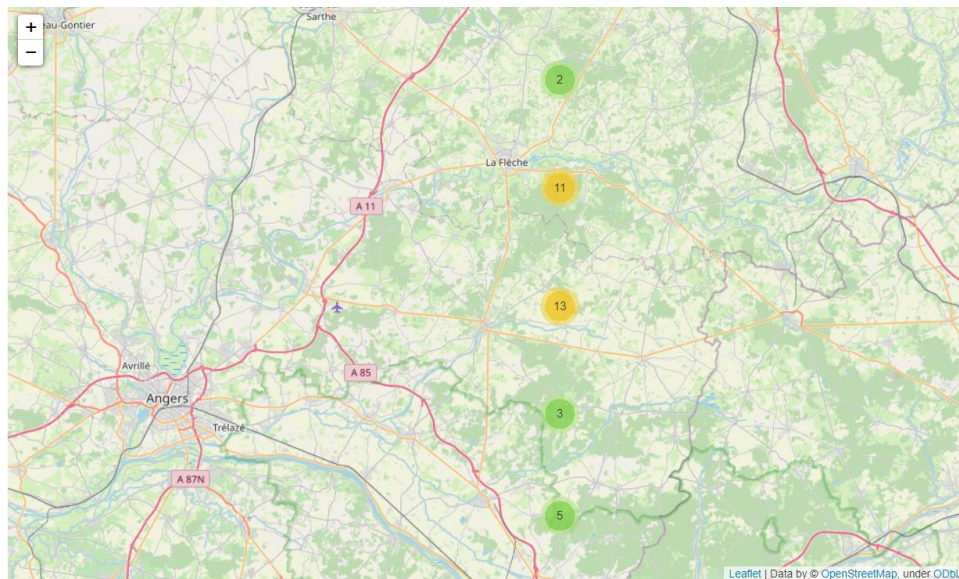 Sarthe
eau-Gontier
+
−
2
La Flèche
11
A 11
13
Avrillé
A 85
Angers
3
Trélazé
A 87N
5
Leaflet | Data by © OpenStreetMap, under ODbL